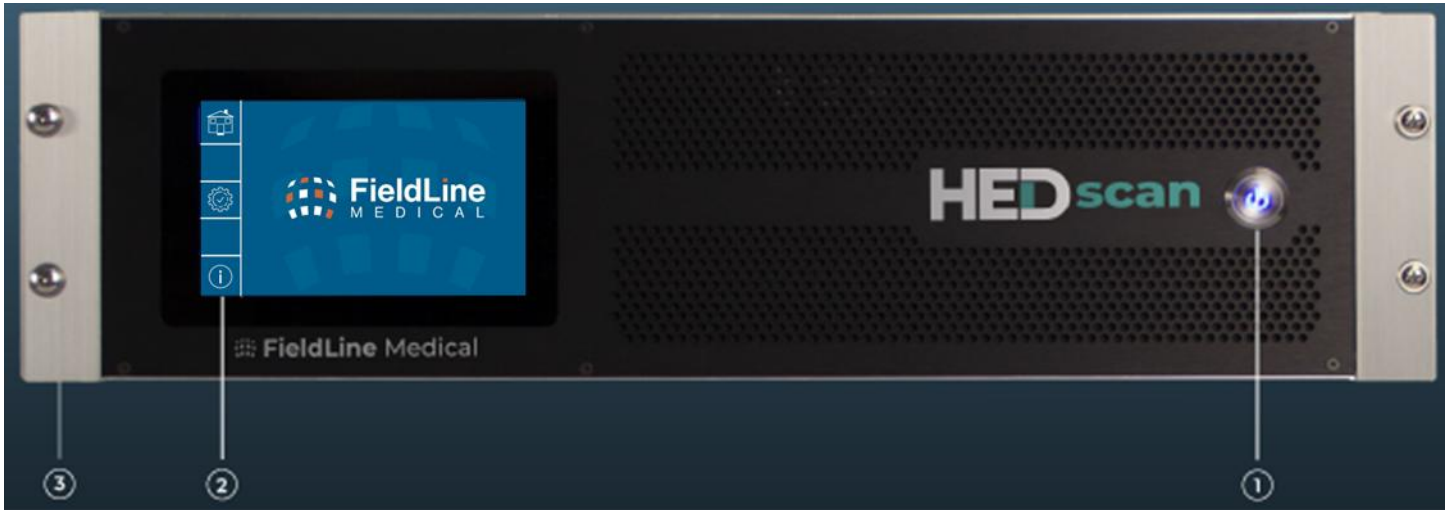 FieldLine
MEDICAL
HEDscan
FieldLine Medical
3
2
1